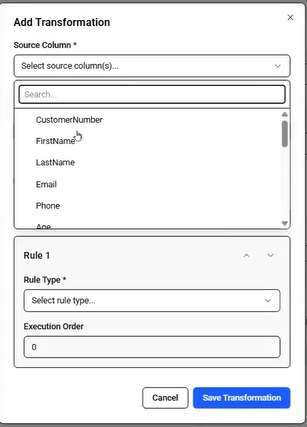 Add Transformation
Source Column *
Select source column(s)...
Search...
CustomerNumber
FirstName
LastName
Email
Phone
Age
Rule 1
Rule Type *
Select rule type...
Execution Order
0
Cancel
Save Transformation